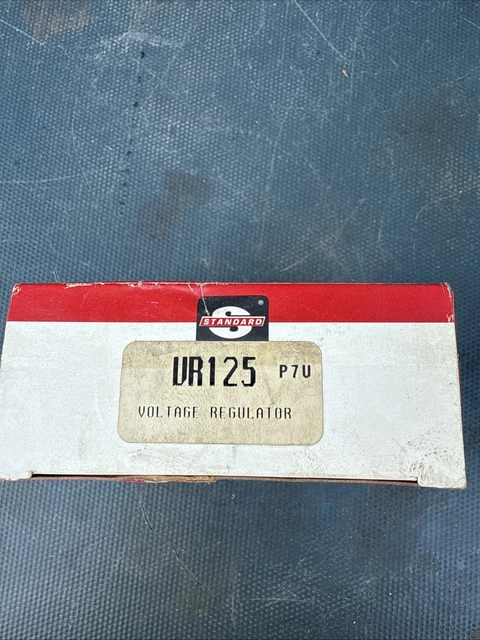 S
®
STANDARD
VR125 P7U
VOLTAGE REGULATOR